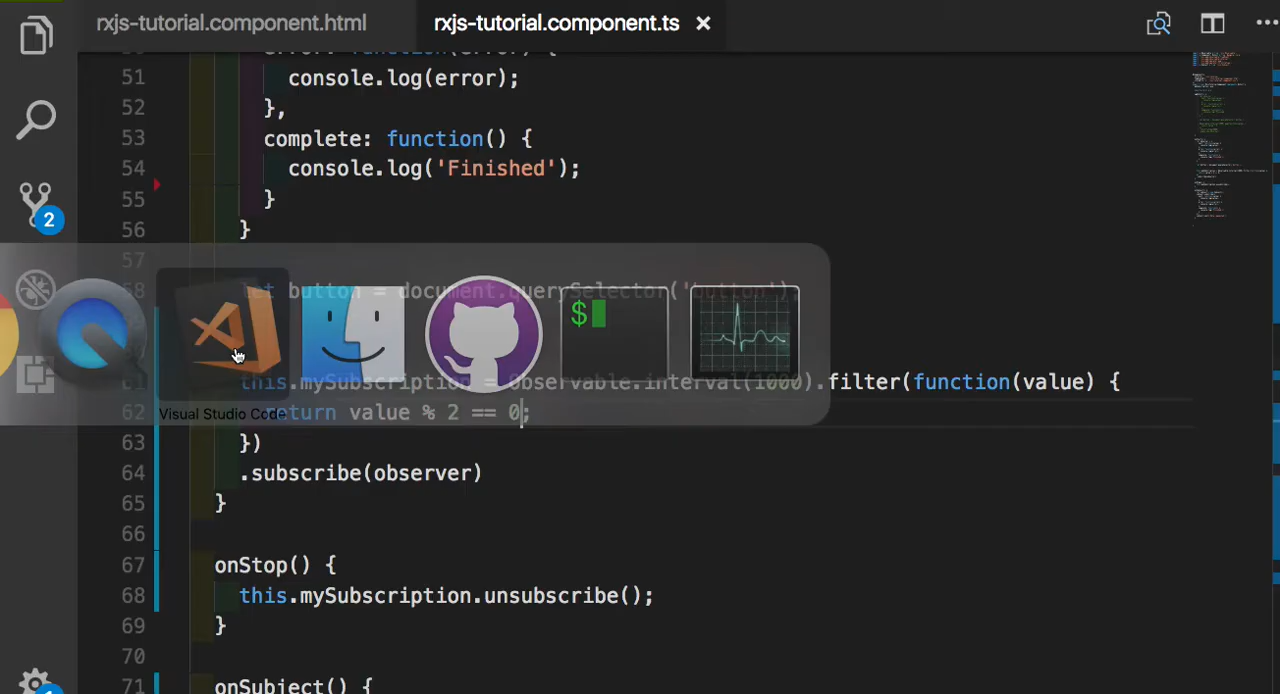 rxjs-tutorial.component.html rxjs-tutorial.component.ts
error: function(error) {
51 console.log(error);
52 },
53 complete: function() {
54 console.log('Finished');
55 }
56 }
57
let button = document.querySelector('button');
this.mySubscription = Observable.interval(1000).filter(function(value) {
62 return value % 2 == 0;
Visual Studio Code
63 })
64 .subscribe(observer)
65 }
66
67 onStop() {
68 this.mySubscription.unsubscribe();
69 }
70
71 onSubject() {
2
$